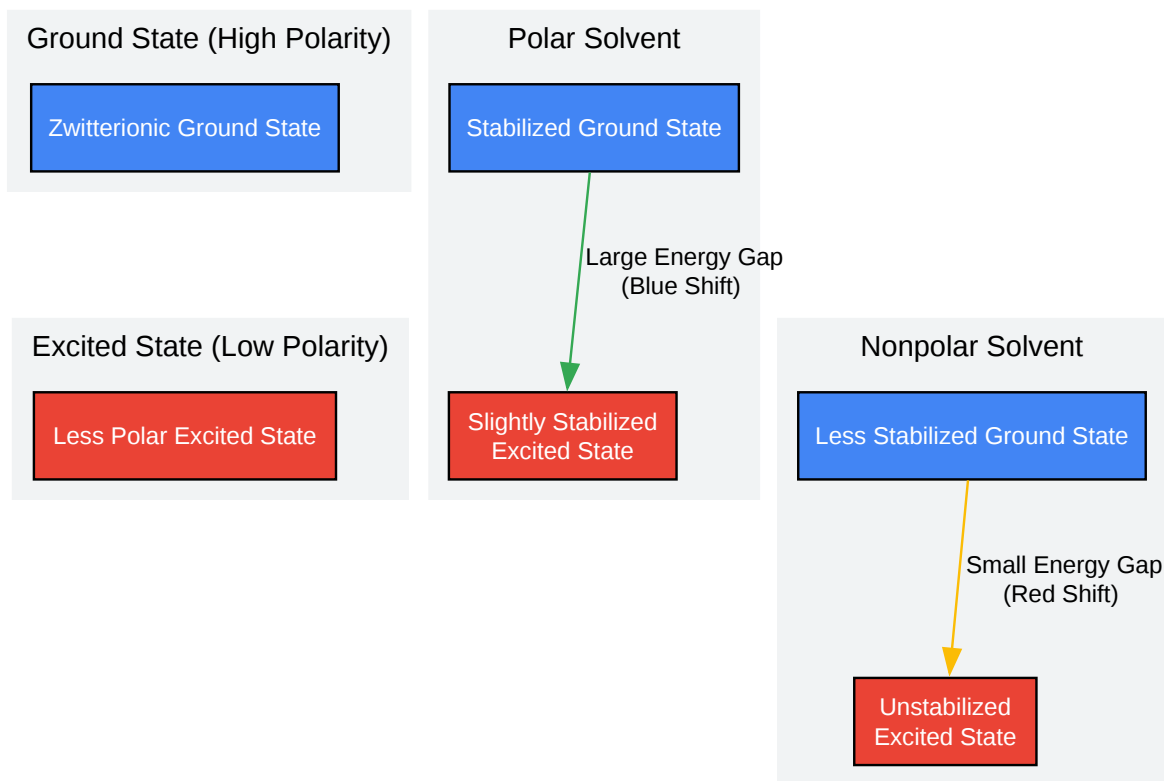 Ground State (High Polarity)
Zwitterionic Ground State
Polar Solvent
Stabilized Ground State
Large Energy Gap
(Blue Shift)
Excited State (Low Polarity)
Less Polar Excited State
Slightly Stabilized
Excited State
Nonpolar Solvent
Less Stabilized Ground State
Small Energy Gap
(Red Shift)
Unstabilized
Excited State